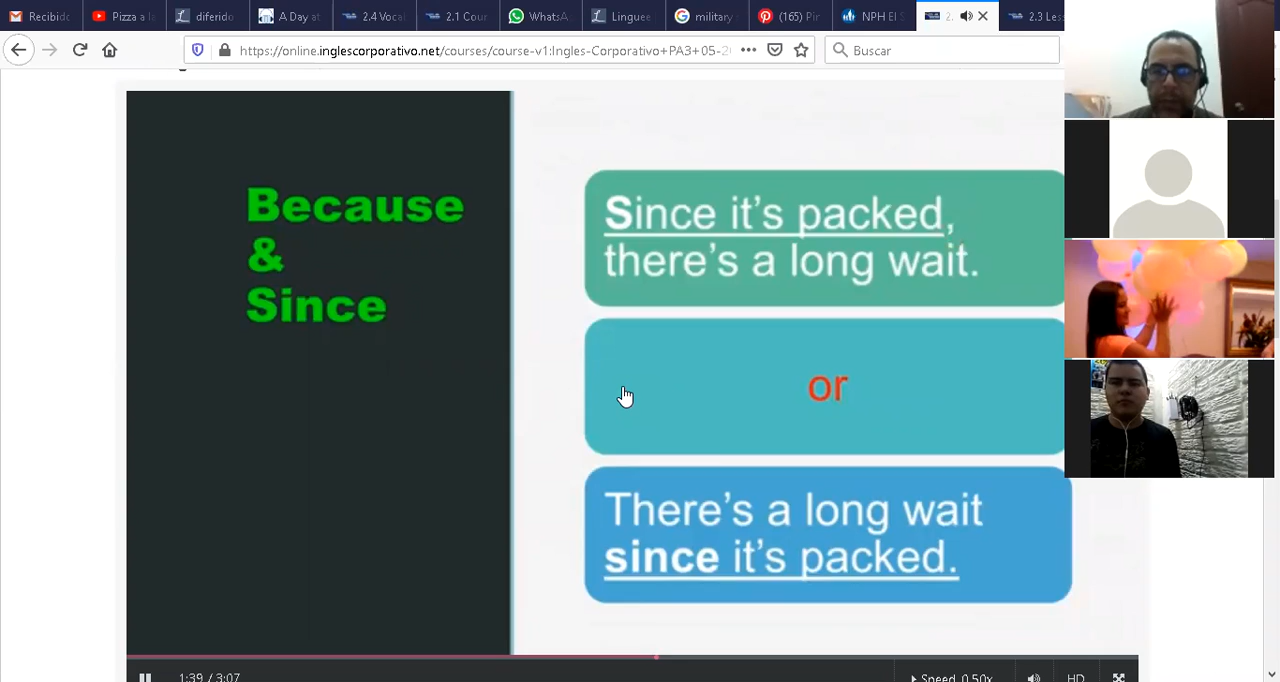 Recibido
Pizza a la
diferido
A Day at
2.4 Voca
2.1 Cour
WhatsA
Linguee
military
(165) Pin
NPH El S
2.
2.3 Less
https://online.inglescorporativo.net/courses/course-v1:Ingles-Corporativo+PA3+05-2
Buscar
Because
&
Since
Since it's packed,
there's a long wait.
or
There's a long wait
since it's packed.
1:39 / 3:07
Speed 0.50x
HD